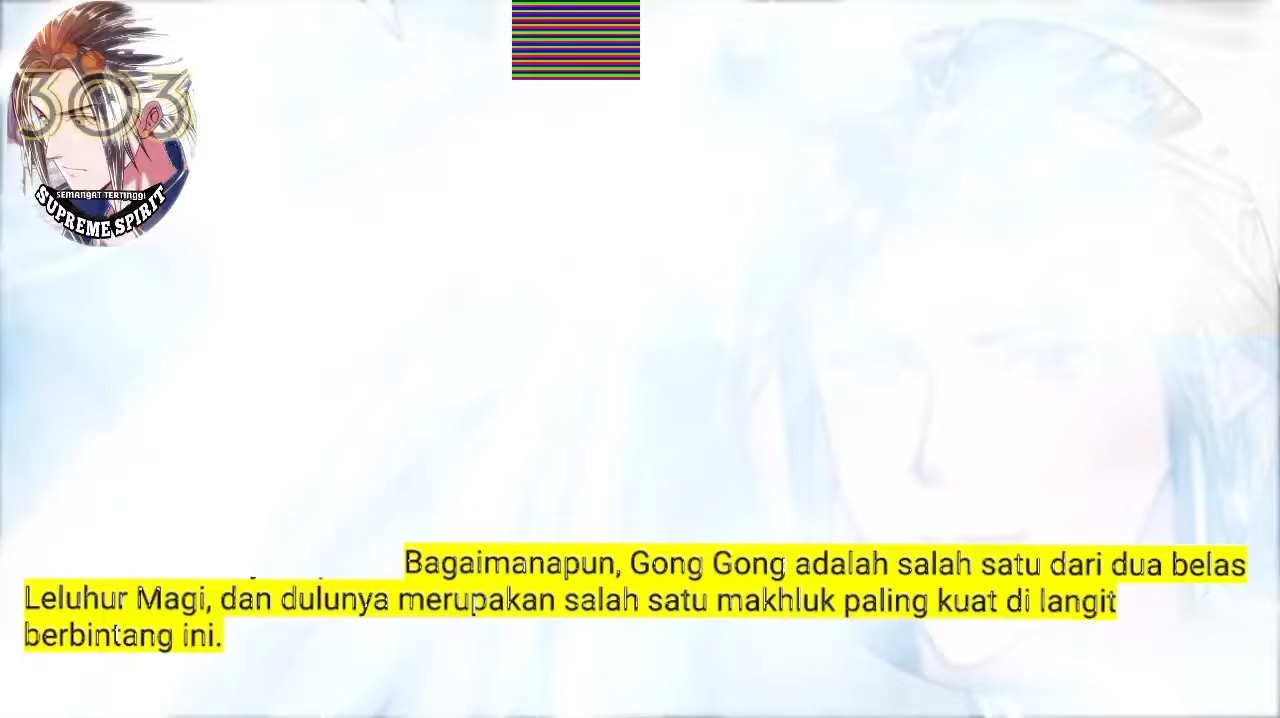 303
SEMANGAT TERTINGGI
SUPREME SPIRIT
Bagaimanapun, Gong Gong adalah salah satu dari dua belas
Leluhur Magi, dan dulunya merupakan salah satu makhluk paling kuat di langit
berbintang ini.